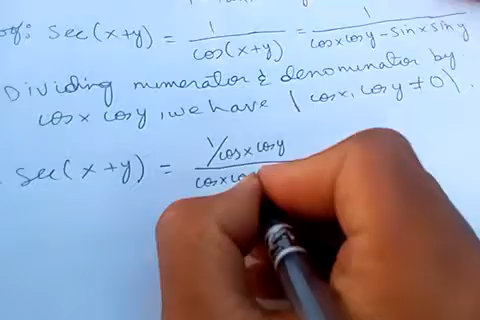 of: sec(x+y) = 1/cos(x+y) = 1/cosx cosy - sinx siny
Dividing numerator & denominator by
cosx cosy, we have (cosx, cosy ≠ 0).
sec(x+y) = 1/cosx cosy / cosx cos